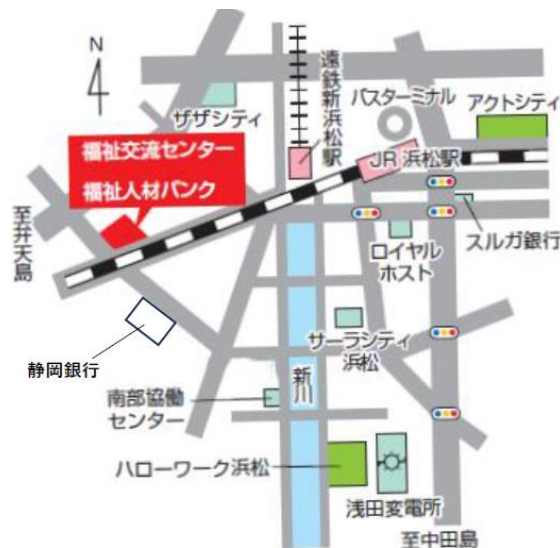 N
ザザシティ
遠鉄新浜松駅
バスターミナル
アクトシティ
福祉交流センター
福祉人材バンク
JR 浜松駅
至弁天島
スルガ銀行
ロイヤル
ホスト
静岡銀行
サーラシティ
浜松
新川
南部協働
センター
ハローワーク浜松
浅田変電所
至中田島